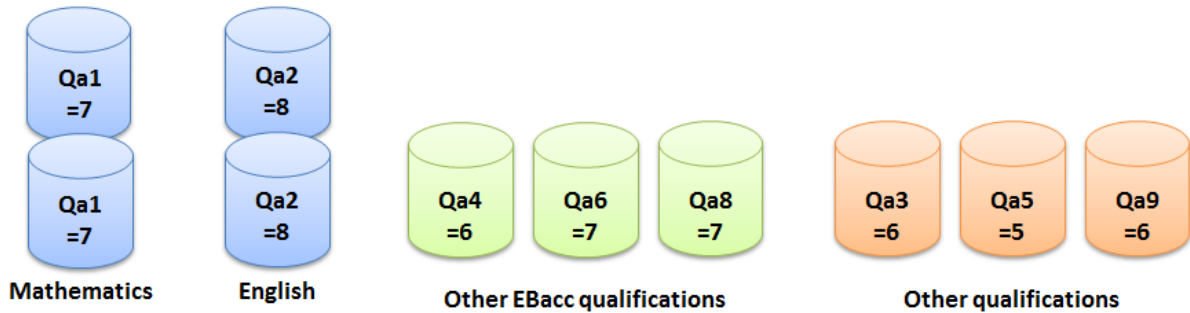 Qa1
=7
Qa2
=8
Qa1
=7
Qa2
=8
Qa4
=6
Qa6
=7
Qa8
=7
Qa3
=6
Qa5
=5
Qa9
=6
Mathematics
English
Other EBacc qualifications
Other qualifications